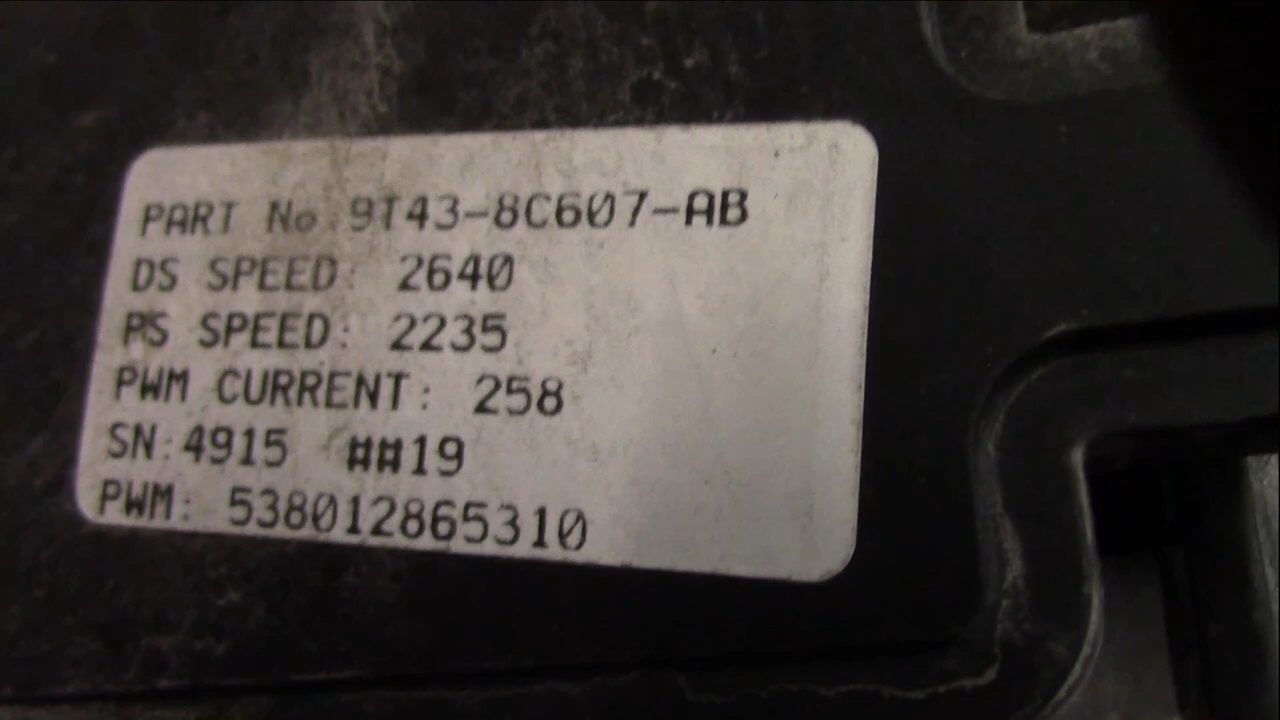 PART No 9T43-8C607-AB
DS SPEED: 2640
PS SPEED: 2235
PWM CURRENT: 258
SN:4915 ##19
PWM: 538012865310